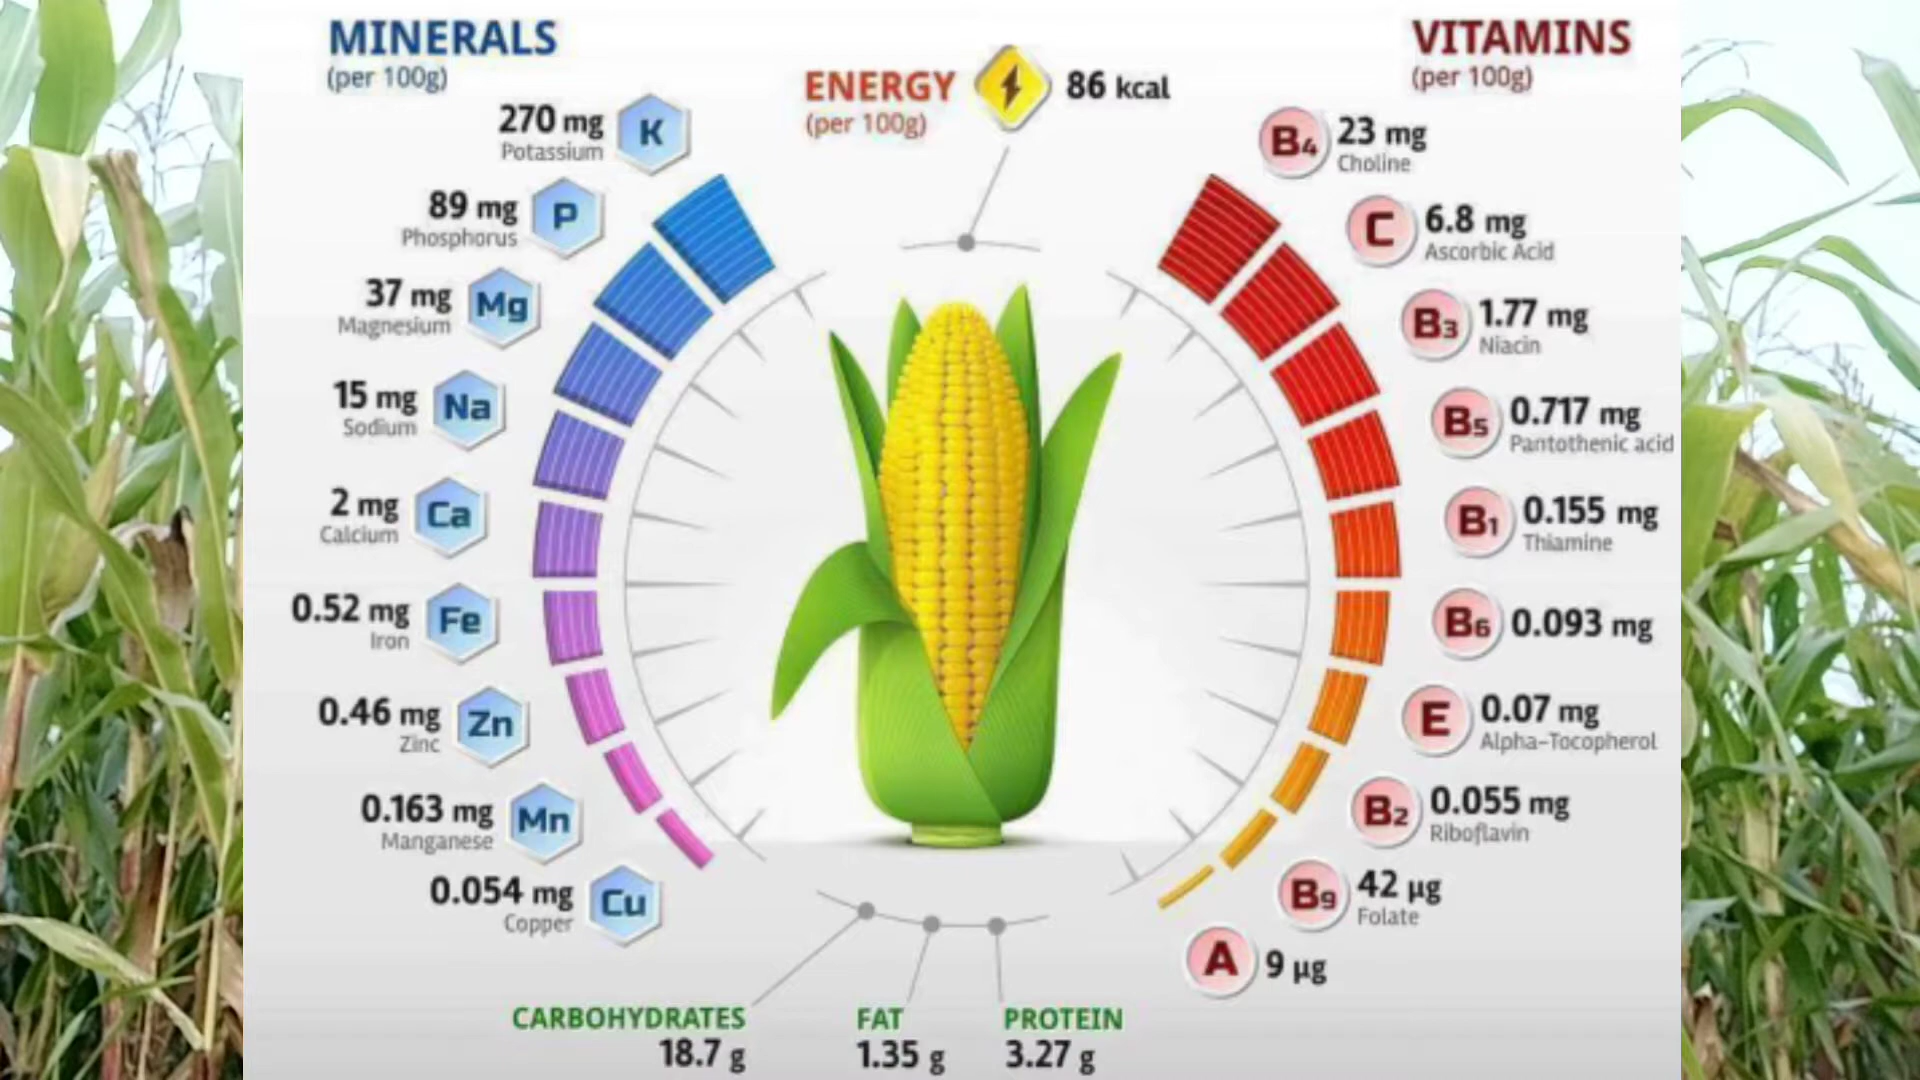 MINERALS
(per 100g)
270 mg
Potassium
K
89 mg
Phosphorus
P
37 mg
Magnesium
Mg
15 mg
Sodium
Na
2 mg
Calcium
Ca
0.52 mg
Iron
Fe
0.46 mg
Zinc
Zn
0.163 mg
Manganese
Mn
0.054 mg
Copper
Cu
ENERGY
(per 100g)
86 kcal
VITAMINS
(per 100g)
B4
23 mg
Choline
C
6.8 mg
Ascorbic Acid
B3
1.77 mg
Niacin
B5
0.717 mg
Pantothenic acid
B1
0.155 mg
Thiamine
B6
0.093 mg
E
0.07 mg
Alpha-Tocopherol
B2
0.055 mg
Riboflavin
B9
42 µg
Folate
A
9 µg
CARBOHYDRATES
18.7 g
FAT
1.35 g
PROTEIN
3.27 g